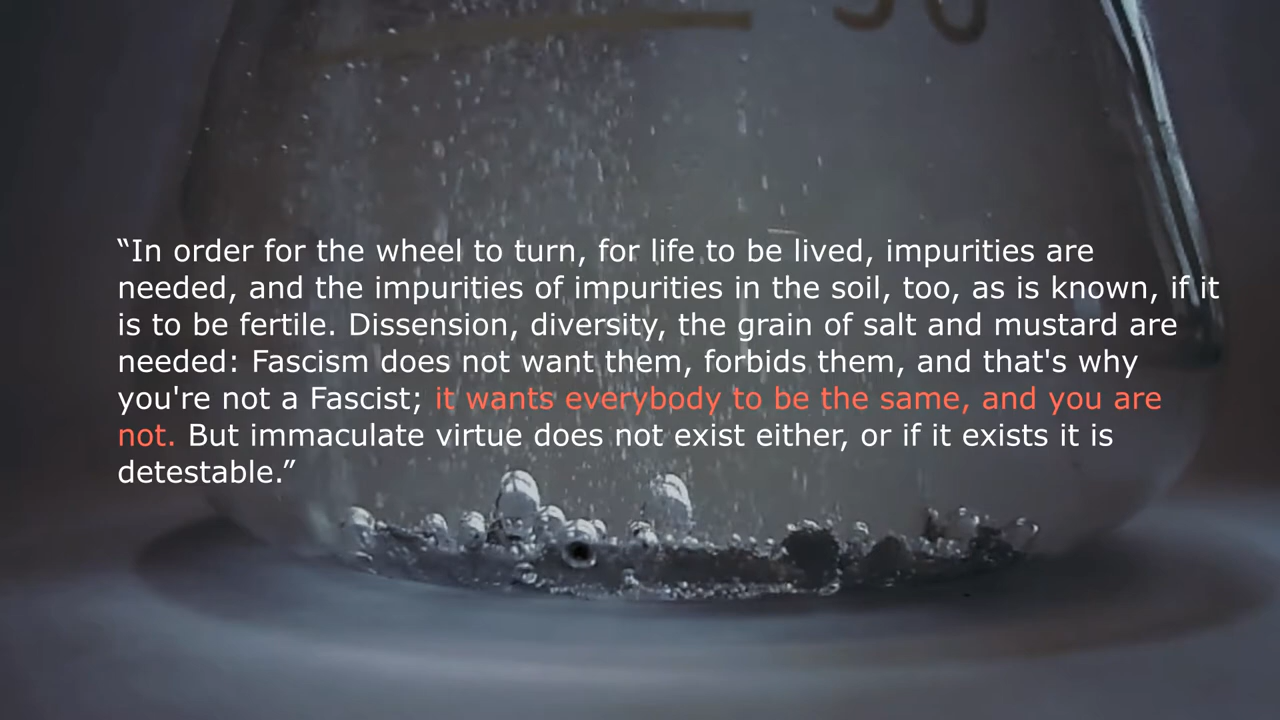 50
“In order for the wheel to turn, for life to be lived, impurities are
needed, and the impurities of impurities in the soil, too, as is known, if it
is to be fertile. Dissension, diversity, the grain of salt and mustard are
needed: Fascism does not want them, forbids them, and that's why
you're not a Fascist; it wants everybody to be the same, and you are
not. But immaculate virtue does not exist either, or if it exists it is
detestable.”